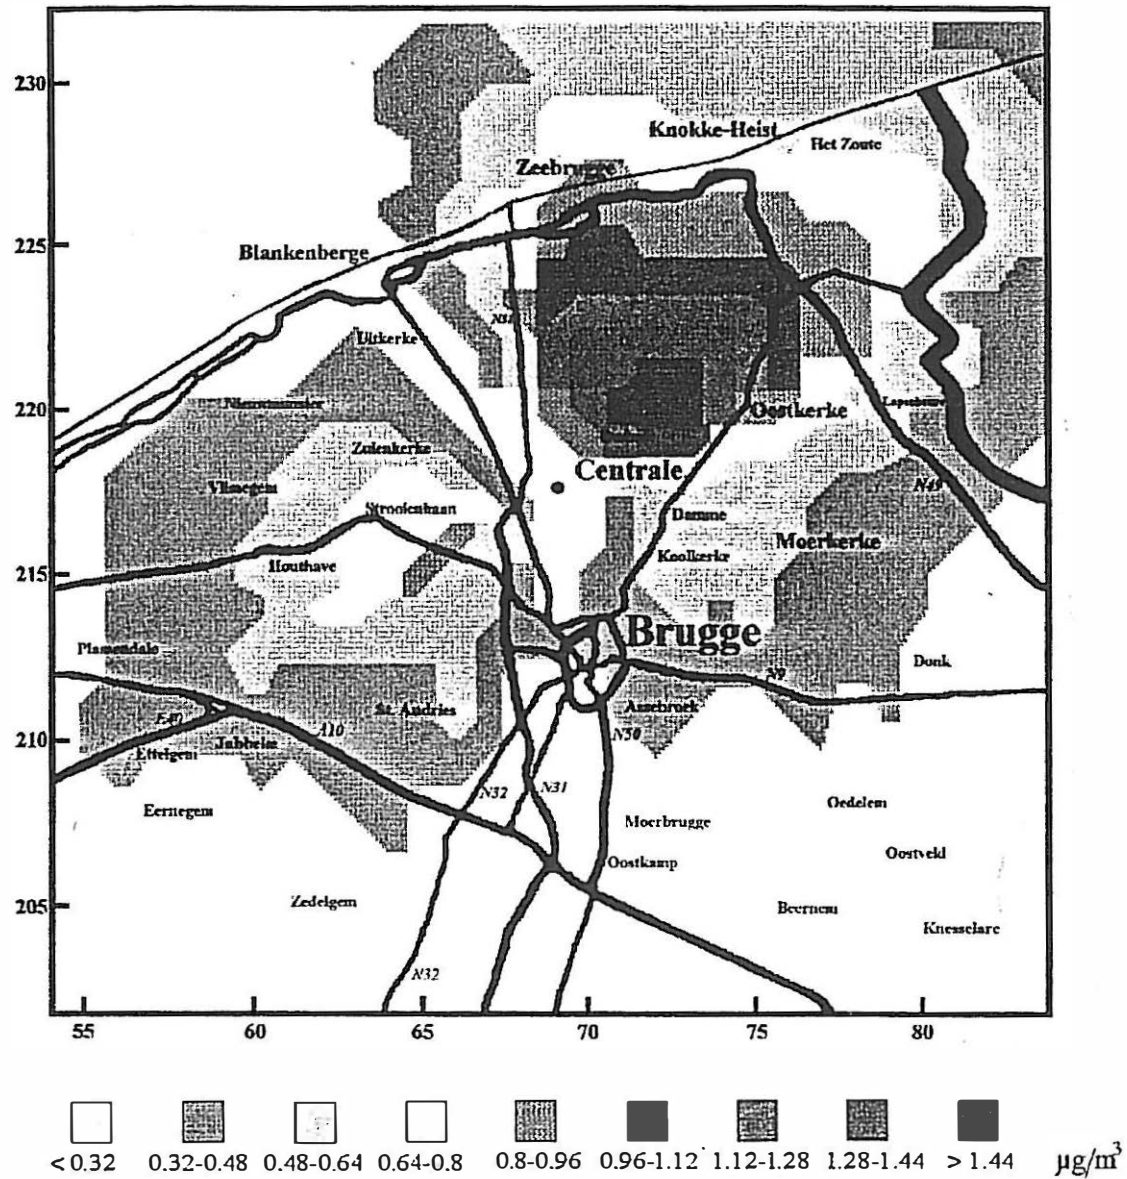 230
Knokke-Heist
Het Zoute
Zeebrugge
225
Blankenberge
N31
Uitkerke
220
Oostkerke
Zuienkerke
Centrale
Vlissegem
N49
Strooienhaan
Damme
Moerkerke
Koolkerke
215
Houthave
Brugge
Plassendale
Donk
N9
St. Andries
Assebroek
E40
A10
N50
210
Jabbeke
Ettelgem
N32
N31
Eernegem
Oedelem
Moerbrugge
Oostveld
Oostkamp
Zedelgem
205
Beernem
Knesselare
N32
55 60 65 70 75 80
< 0.32 0.32-0.48 0.48-0.64 0.64-0.8 0.8-0.96 0.96-1.12 1.12-1.28 1.28-1.44 > 1.44 µg/m³